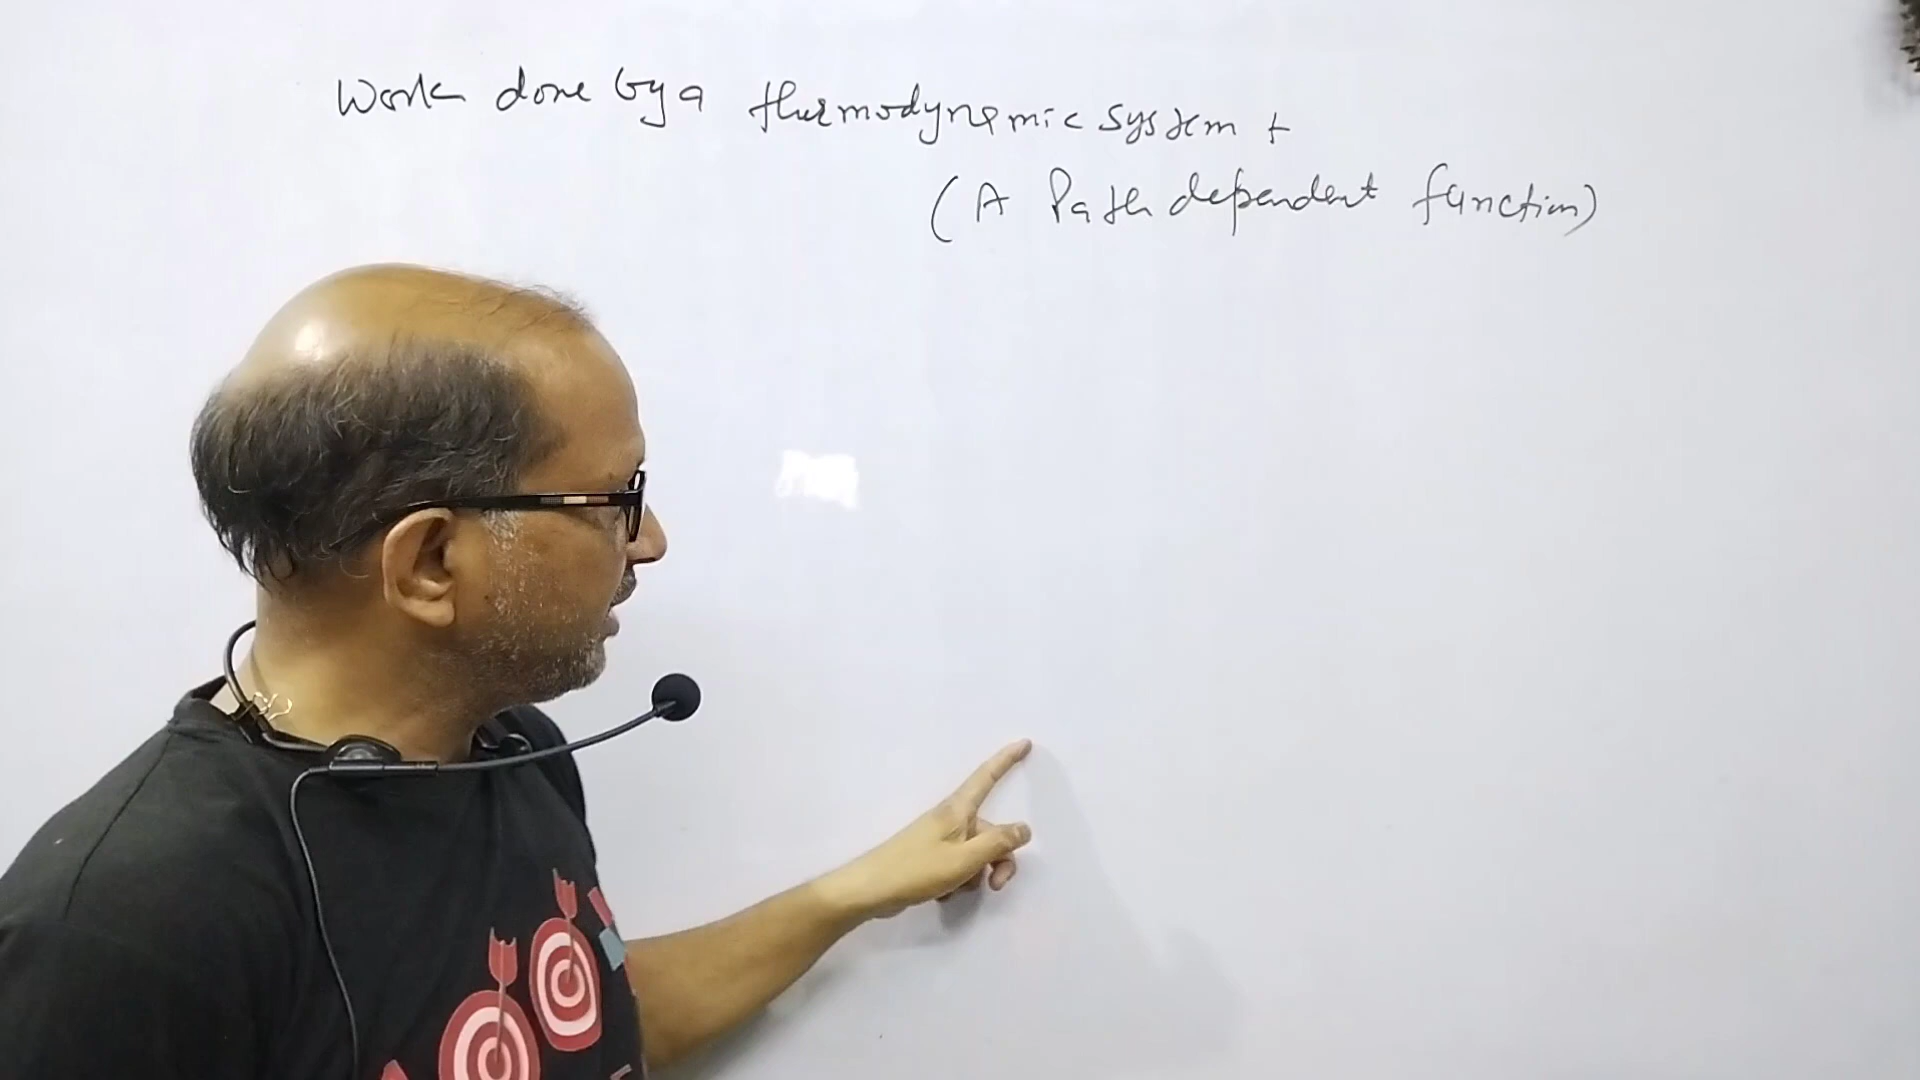 Work done by a thermodynamic system +
(A Path dependent function)